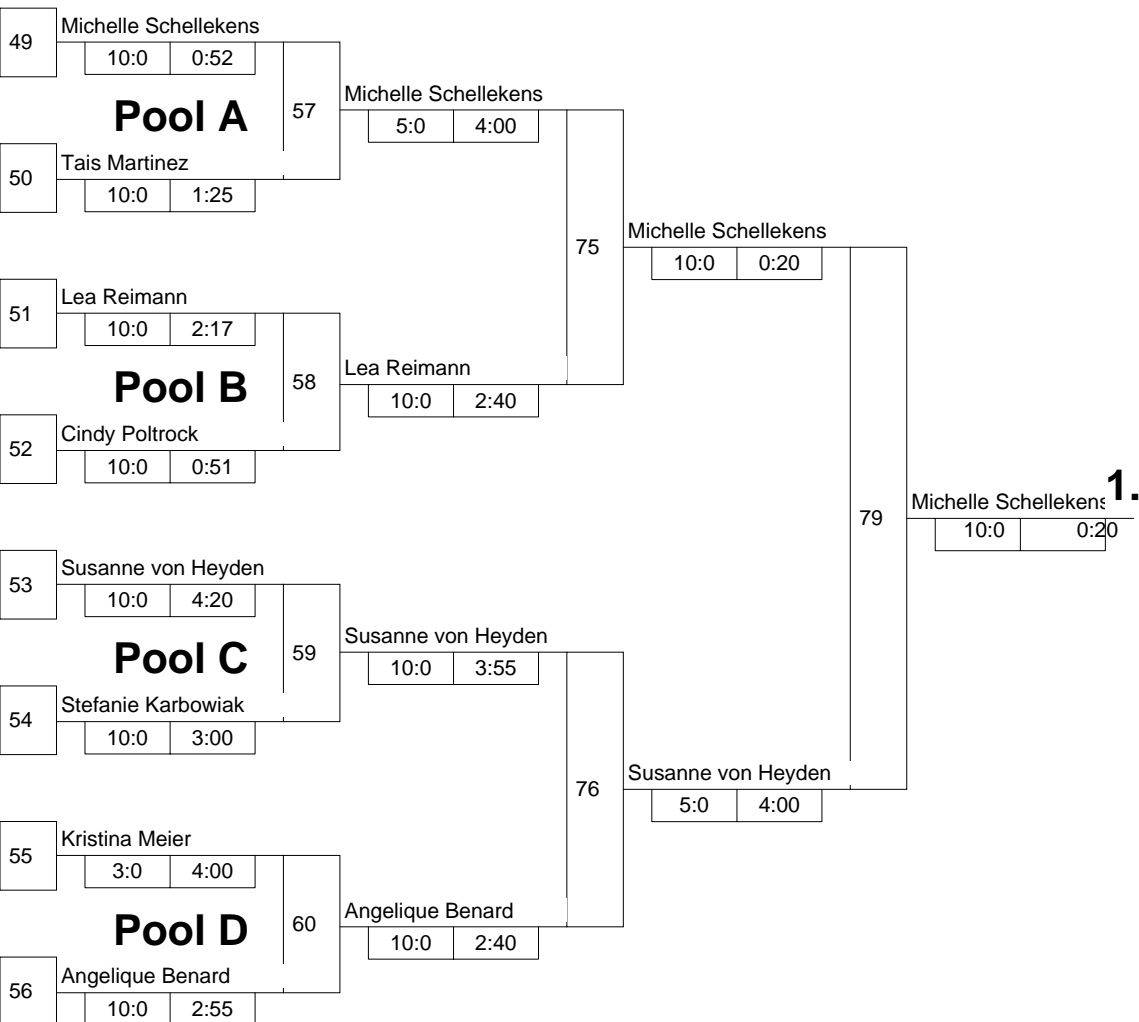 49 Michelle Schellekens
10:0 0:52
Pool A 57 Michelle Schellekens
5:0 4:00
50 Tais Martinez
10:0 1:25
75 Michelle Schellekens
10:0 0:20
51 Lea Reimann
10:0 2:17
Pool B 58 Lea Reimann
10:0 2:40
52 Cindy Poltrock
10:0 0:51
79 Michelle Schellekens 1.
10:0 0:20
53 Susanne von Heyden
10:0 4:20
Pool C 59 Susanne von Heyden
10:0 3:55
54 Stefanie Karbowiak
10:0 3:00
76 Susanne von Heyden
5:0 4:00
55 Kristina Meier
3:0 4:00
Pool D 60 Angelique Benard
10:0 2:40
56 Angelique Benard
10:0 2:55